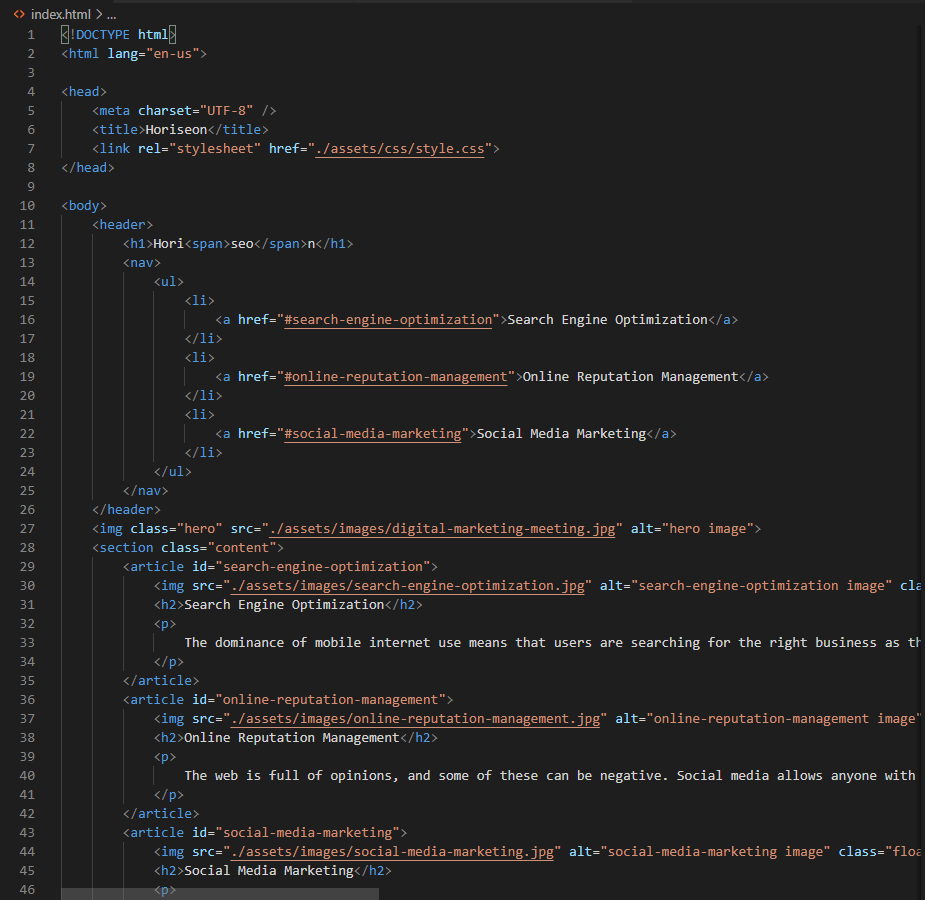 index.html > ...
1 <!DOCTYPE html>
2 <html lang="en-us">
3
4 <head>
5 <meta charset="UTF-8" />
6 <title>Horiseon</title>
7 <link rel="stylesheet" href="./assets/css/style.css">
8 </head>
9
10 <body>
11 <header>
12 <h1>Hori<span>seo</span>n</h1>
13 <nav>
14 <ul>
15 <li>
16 <a href="#search-engine-optimization">Search Engine Optimization</a>
17 </li>
18 <li>
19 <a href="#online-reputation-management">Online Reputation Management</a>
20 </li>
21 <li>
22 <a href="#social-media-marketing">Social Media Marketing</a>
23 </li>
24 </ul>
25 </nav>
26 </header>
27 <img class="hero" src="./assets/images/digital-marketing-meeting.jpg" alt="hero image">
28 <section class="content">
29 <article id="search-engine-optimization">
30 <img src="./assets/images/search-engine-optimization.jpg" alt="search-engine-optimization image" cla
31 <h2>Search Engine Optimization</h2>
32 <p>
33 The dominance of mobile internet use means that users are searching for the right business as th
34 </p>
35 </article>
36 <article id="online-reputation-management">
37 <img src="./assets/images/online-reputation-management.jpg" alt="online-reputation-management image"
38 <h2>Online Reputation Management</h2>
39 <p>
40 The web is full of opinions, and some of these can be negative. Social media allows anyone with
41 </p>
42 </article>
43 <article id="social-media-marketing">
44 <img src="./assets/images/social-media-marketing.jpg" alt="social-media-marketing image" class="floa
45 <h2>Social Media Marketing</h2>
46 <p>